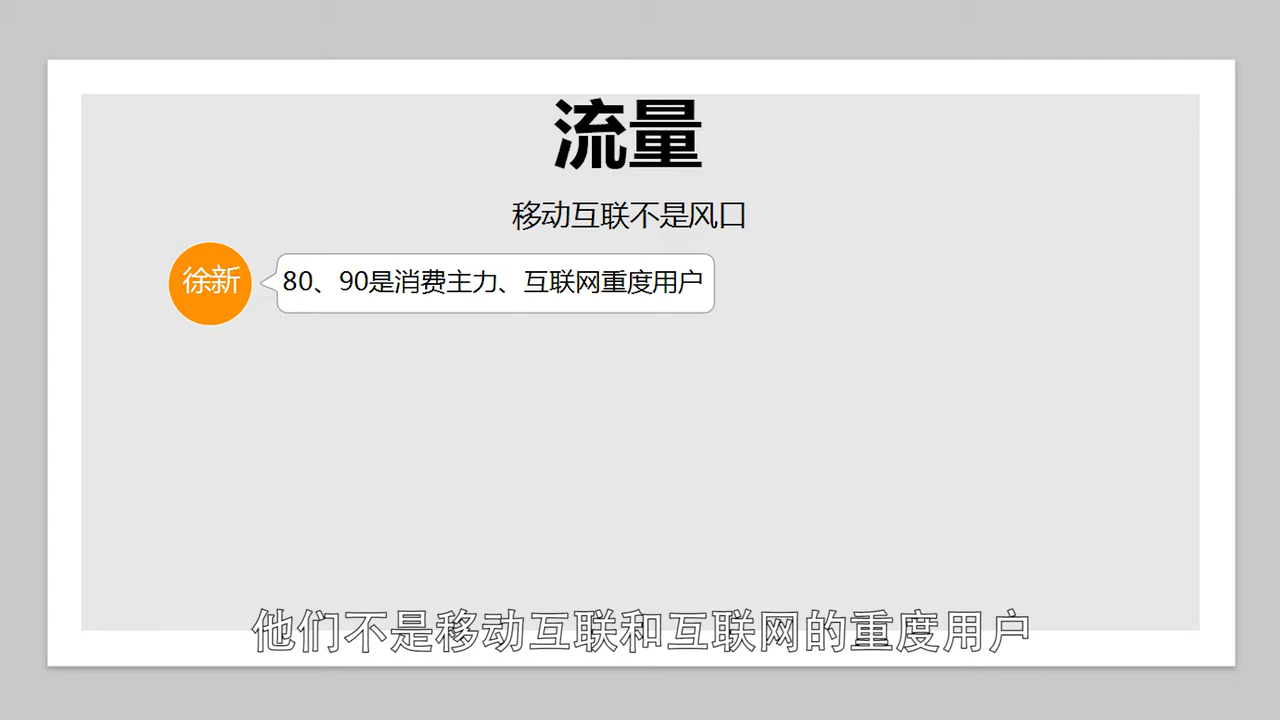 流量
移动互联不是风口
徐新
80、90是消费主力、互联网重度用户
他们不是移动互联和互联网的重度用户